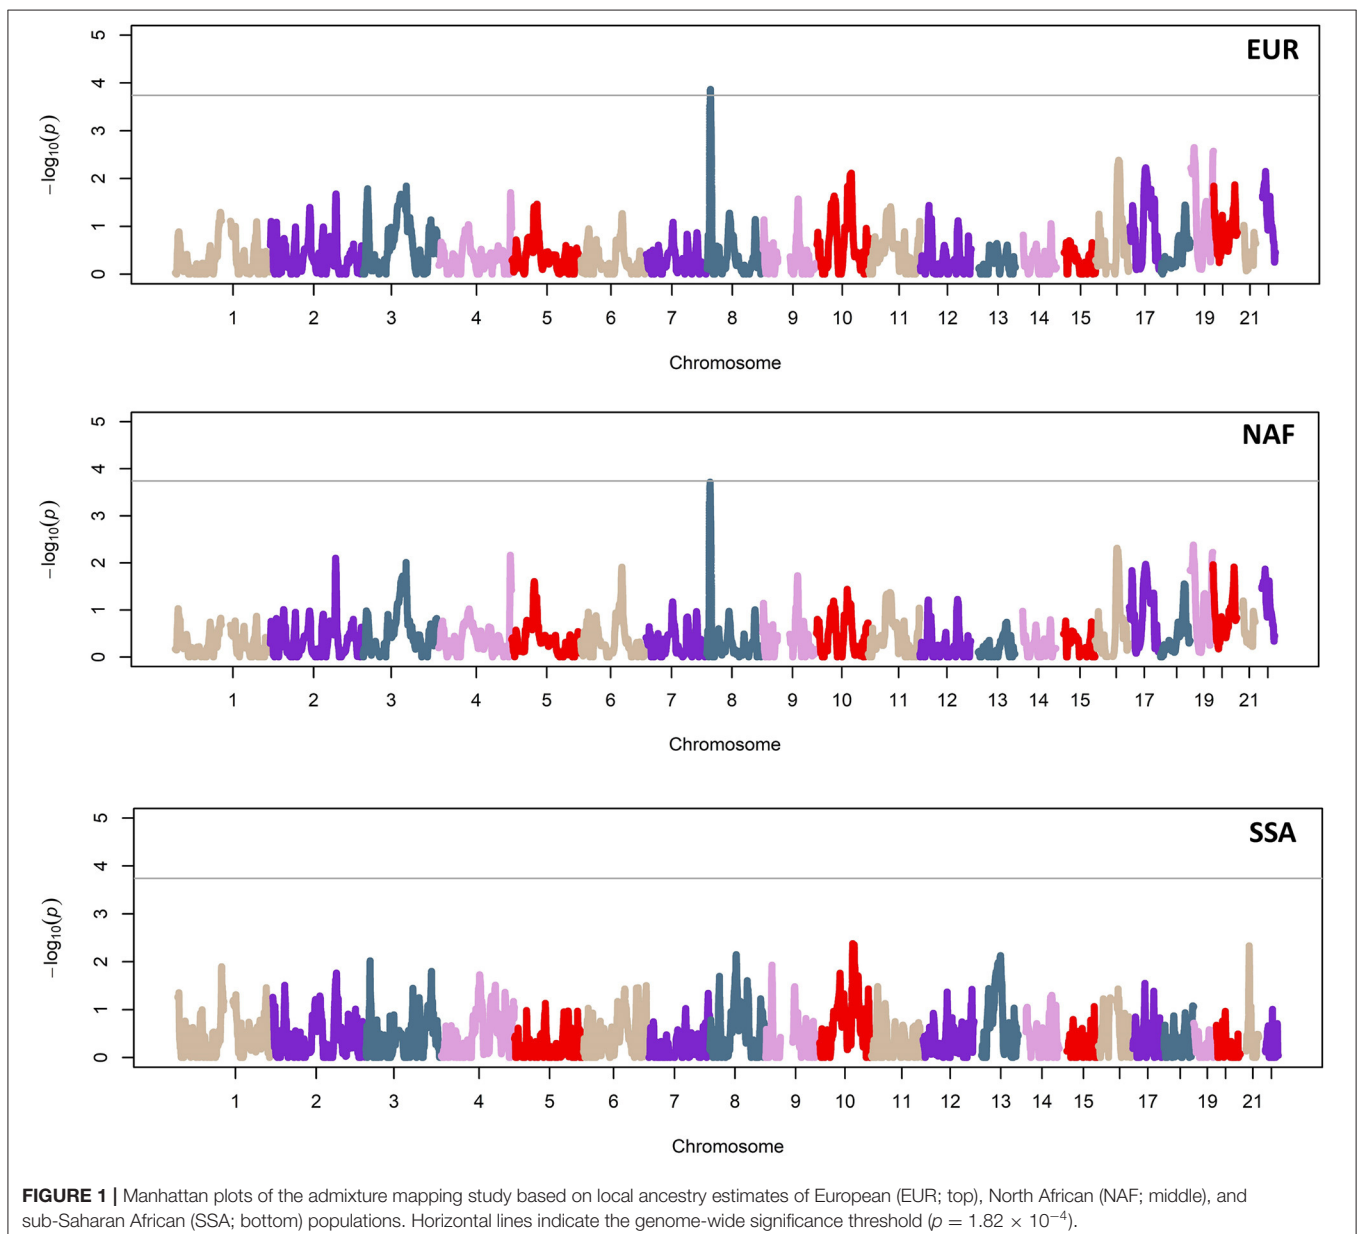 EUR
5
4
3
2
1
0
−log10(p)
1 2 3 4 5 6 7 8 9 10 11 12 13 14 15 17 19 21
Chromosome
NAF
5
4
3
2
1
0
−log10(p)
1 2 3 4 5 6 7 8 9 10 11 12 13 14 15 17 19 21
Chromosome
SSA
5
4
3
2
1
0
−log10(p)
1 2 3 4 5 6 7 8 9 10 11 12 13 14 15 17 19 21
Chromosome
FIGURE 1 | Manhattan plots of the admixture mapping study based on local ancestry estimates of European (EUR; top), North African (NAF; middle), and
sub-Saharan African (SSA; bottom) populations. Horizontal lines indicate the genome-wide significance threshold (p = 1.82 × 10−4).